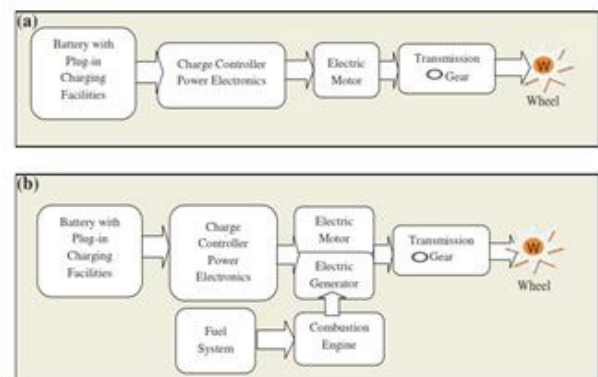 (a)
Battery with
Plug-in
Charging
Facilities
Charge Controller
Power Electronics
Electric
Motor
Transmission
Gear
W
Wheel
(b)
Battery with
Plug-in
Charging
Facilities
Charge
Controller
Power
Electronics
Electric
Motor
Electric
Generator
Transmission
Gear
W
Wheel
Fuel
System
Combustion
Engine